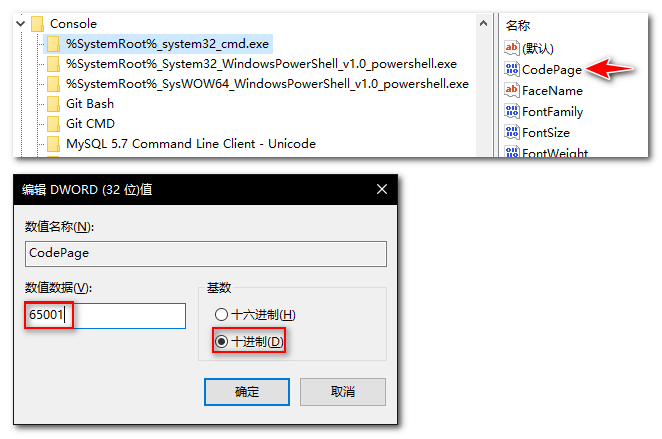 Console
%SystemRoot%_system32_cmd.exe
%SystemRoot%_System32_WindowsPowerShell_v1.0_powershell.exe
%SystemRoot%_SysWOW64_WindowsPowerShell_v1.0_powershell.exe
Git Bash
Git CMD
MySQL 5.7 Command Line Client - Unicode
名称
(默认)
CodePage
FaceName
FontFamily
FontSize
FontWeight
编辑 DWORD (32 位)值
数值名称(N):
CodePage
数值数据(V):
65001
基数
十六进制(H)
十进制(D)
确定
取消